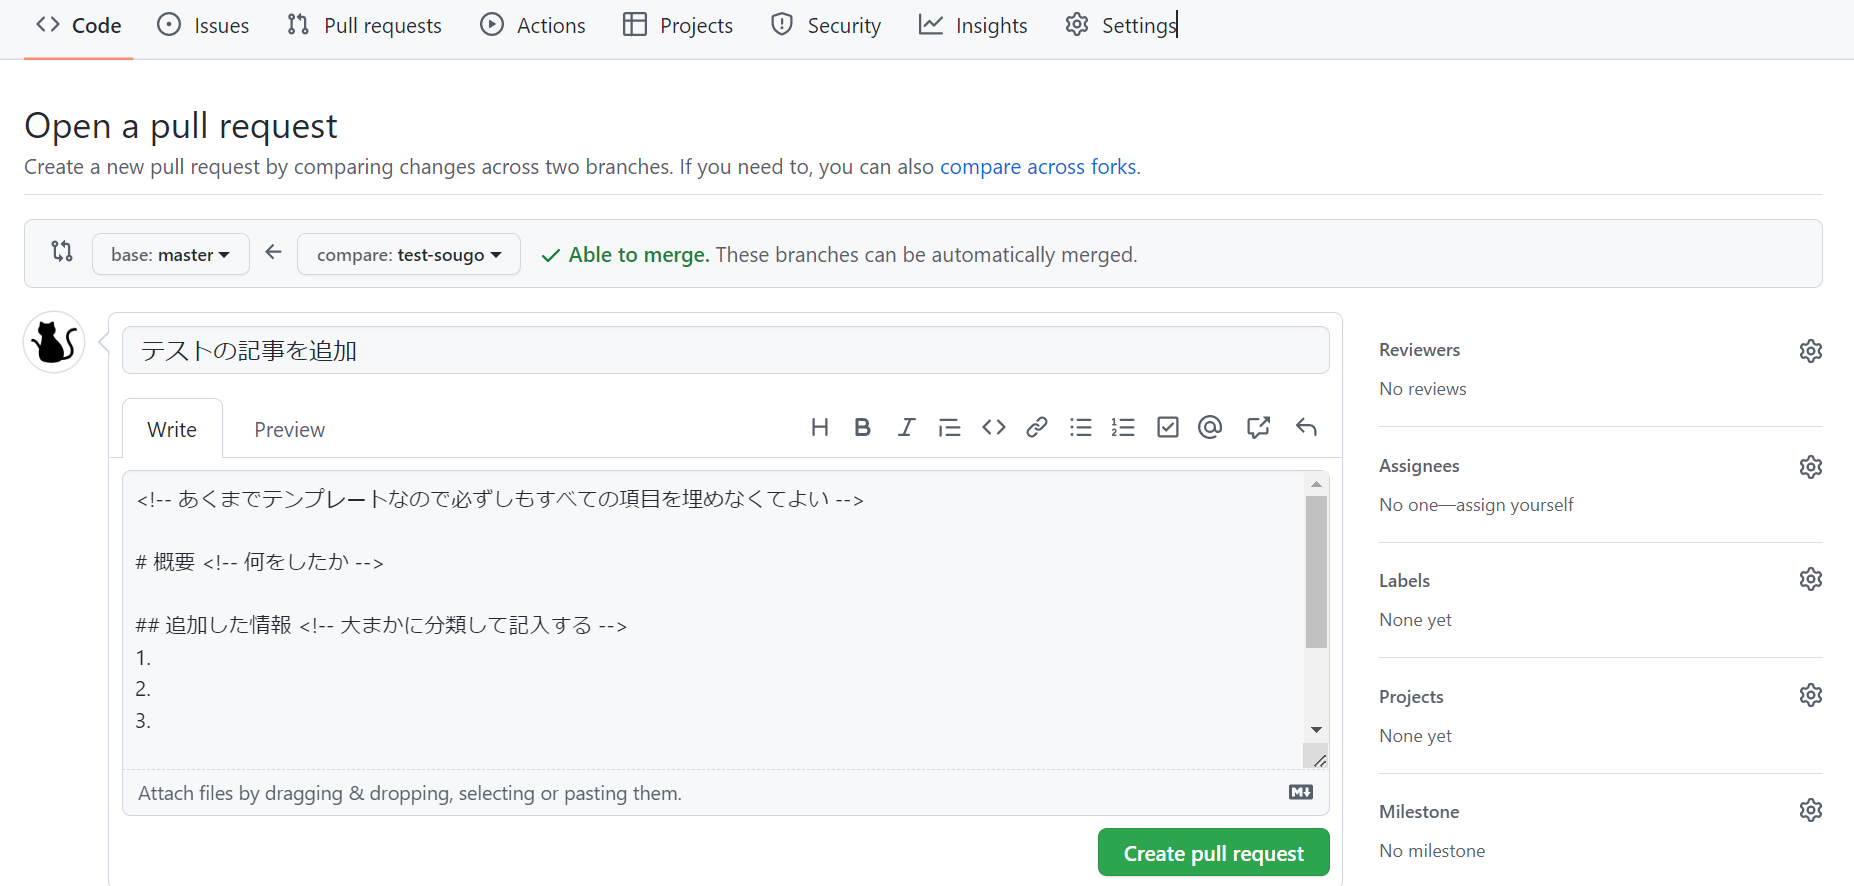 Code Issues Pull requests Actions Projects Security Insights Settings
Open a pull request
Create a new pull request by comparing changes across two branches. If you need to, you can also compare across forks.
base: master compare: test-sougo Able to merge. These branches can be automatically merged.
テストの記事を追加
Write Preview
<!-- あくまでテンプレートなので必ずしもすべての項目を埋めなくてよい -->
# 概要 <!-- 何をしたか -->
## 追加した情報 <!-- 大まかに分類して記入する -->
1.
2.
3.
Attach files by dragging & dropping, selecting or pasting them.
Create pull request
Reviewers
No reviews
Assignees
No one—assign yourself
Labels
None yet
Projects
None yet
Milestone
No milestone